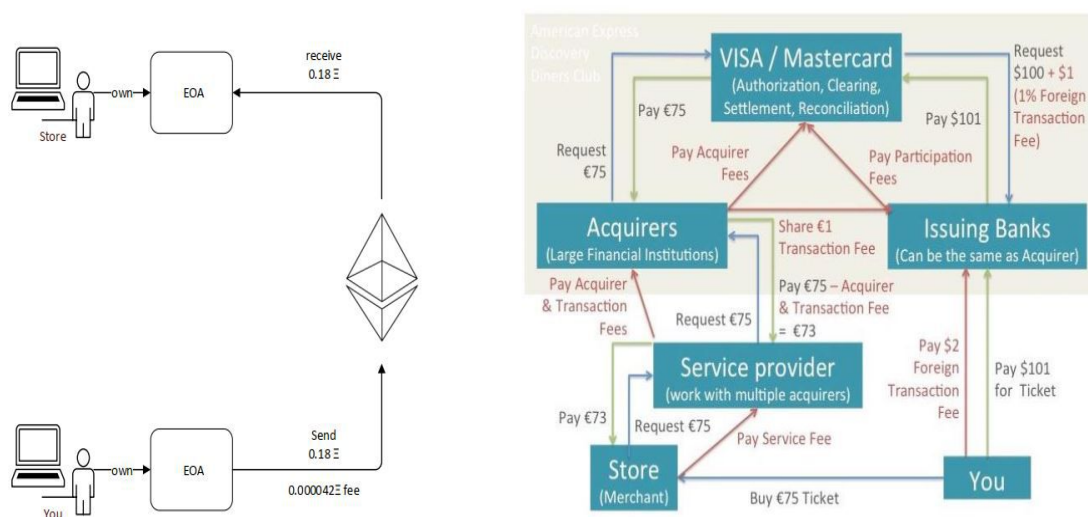 receive
0.18 Ξ
own
EOA
Store
Send
0.18 Ξ
own
EOA
0.000042Ξ fee
You
American Express
Discovery
Diners Club
VISA / Mastercard
(Authorization, Clearing,
Settlement, Reconciliation)
Request
$100 + $1
(1% Foreign
Transaction
Fee)
Pay €75
Pay $101
Request
€75
Pay Acquirer
Fees
Pay Participation
Fees
Acquirers
(Large Financial Institutions)
Share €1
Transaction Fee
Issuing Banks
(Can be the same as Acquirer)
Pay Acquirer
& Transaction
Fees
Request €75
Pay €75 – Acquirer
& Transaction Fee
= €73
Service provider
(work with multiple acquirers)
Pay $2
Foreign
Transaction
Fee
Pay $101
for Ticket
Pay €73
Request €75
Pay Service Fee
Store
(Merchant)
Buy €75 Ticket
You